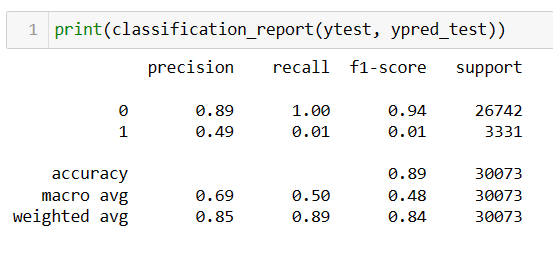 1 print(classification_report(ytest, ypred_test))
precision recall f1-score support
0 0.89 1.00 0.94 26742
1 0.49 0.01 0.01 3331
accuracy 0.89 30073
macro avg 0.69 0.50 0.48 30073
weighted avg 0.85 0.89 0.84 30073